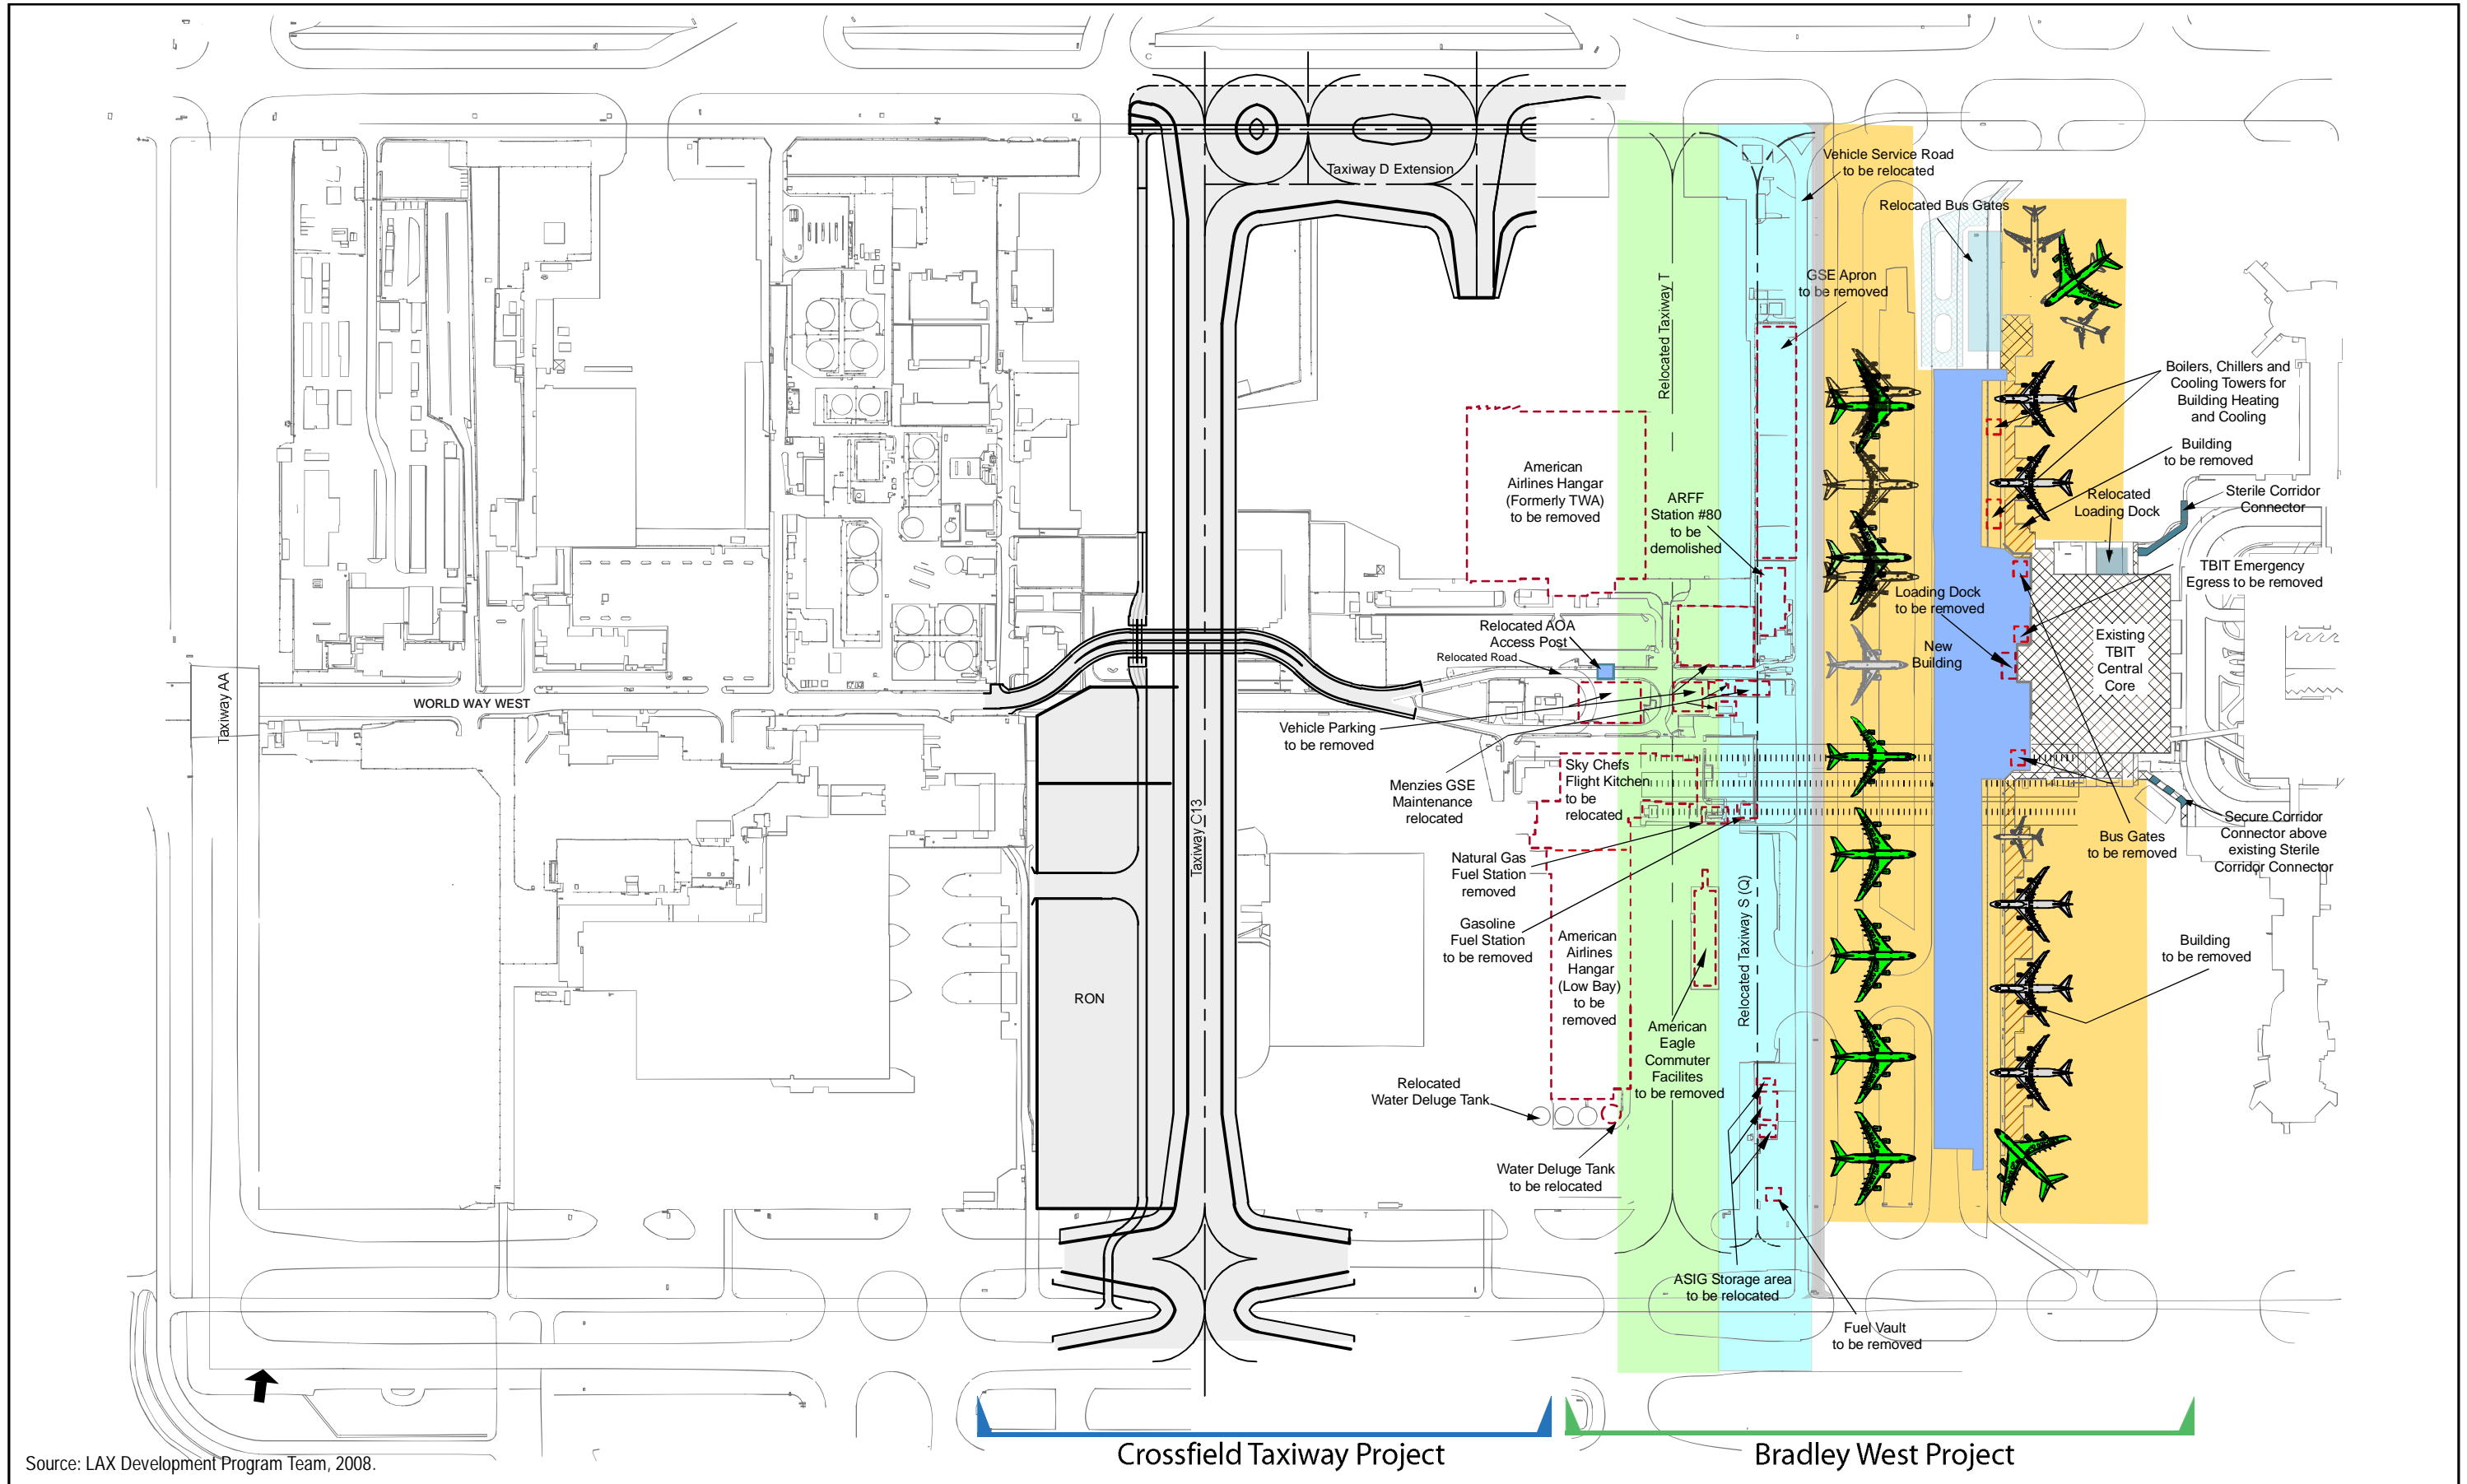 C
Taxiway D Extension
Vehicle Service Road
to be relocated
Relocated Bus Gates
GSE Apron
to be removed
Relocated Taxiway T
Boilers, Chillers and
Cooling Towers for
Building Heating
and Cooling
Building
to be removed
American
Airlines Hangar
(Formerly TWA)
to be removed
ARFF
Station #80
to be
demolished
Relocated
Loading Dock
Sterile Corridor
Connector
TBIT Emergency
Egress to be removed
Loading Dock
to be removed
New
Building
Existing
TBIT
Central
Core
Relocated AOA
Access Post
Relocated Road
Taxiway AA
WORLD WAY WEST
Vehicle Parking
to be removed
Menzies GSE
Maintenance
relocated
Sky Chefs
Flight Kitchen
to be
relocated
Taxiway C13
Natural Gas
Fuel Station
removed
Gasoline
Fuel Station
to be removed
Bus Gates
to be removed
Secure Corridor
Connector above
existing Sterile
Corridor Connector
American
Airlines
Hangar
(Low Bay)
to be
removed
Relocated Taxiway S (Q)
Building
to be removed
RON
American
Eagle
Commuter
Facilites
to be removed
Relocated
Water Deluge Tank
Water Deluge Tank
to be relocated
T
ASIG Storage area
to be relocated
Fuel Vault
to be removed
Crossfield Taxiway Project
Bradley West Project
Source: LAX Development Program Team, 2008.